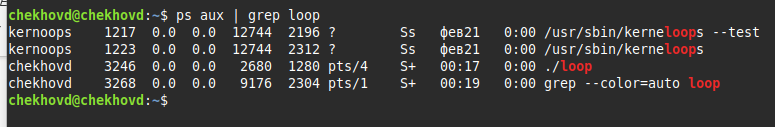 chekhovd@chekhovd:~$ ps aux | grep loop
kernoops    1217  0.0  0.0  12744  2196 ?        Ss   фев21   0:00 /usr/sbin/kerneloops --test
kernoops    1223  0.0  0.0  12744  2312 ?        Ss   фев21   0:00 /usr/sbin/kerneloops
chekhovd    3246  0.0  0.0   2680  1280 pts/4    S+   00:17   0:00 ./loop
chekhovd    3268  0.0  0.0   9176  2304 pts/1    S+   00:19   0:00 grep --color=auto loop
chekhovd@chekhovd:~$